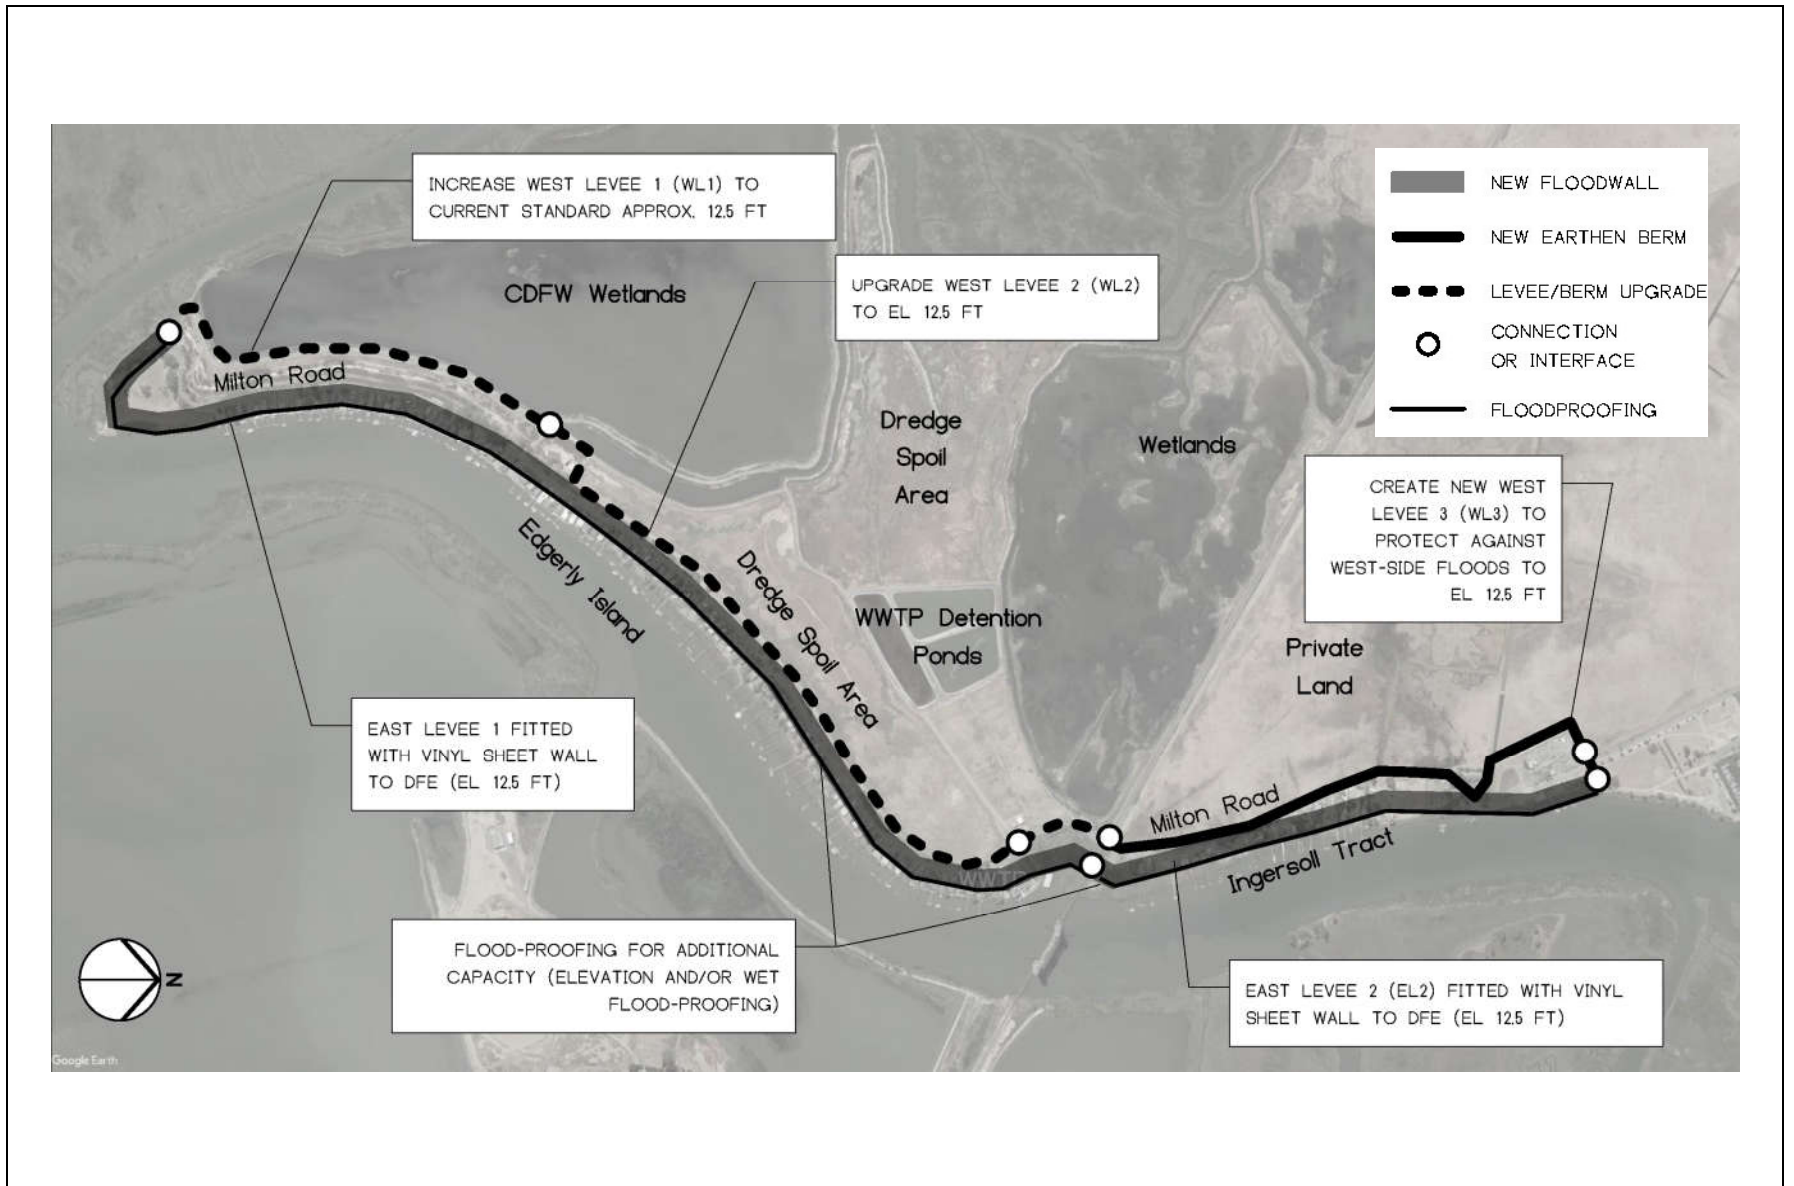 INCREASE WEST LEVEE 1 (WL1) TO
CURRENT STANDARD APPROX. 12.5 FT
NEW FLOODWALL
NEW EARTHEN BERM
LEVEE/BERM UPGRADE
CONNECTION
OR INTERFACE
FLOODPROOFING
CDFW Wetlands
UPGRADE WEST LEVEE 2 (WL2)
TO EL 12.5 FT
Milton Road
Dredge
Spoil
Area
Wetlands
CREATE NEW WEST
LEVEE 3 (WL3) TO
PROTECT AGAINST
WEST-SIDE FLOODS TO
EL 12.5 FT
Edgerly Island
Dredge Spoil Area
WWTP Detention
Ponds
Private
Land
EAST LEVEE 1 FITTED
WITH VINYL SHEET WALL
TO DFE (EL 12.5 FT)
Milton Road
Ingersoll Tract
WWTP
FLOOD-PROOFING FOR ADDITIONAL
CAPACITY (ELEVATION AND/OR WET
FLOOD-PROOFING)
N
EAST LEVEE 2 (EL2) FITTED WITH VINYL
SHEET WALL TO DFE (EL 12.5 FT)
Google Earth